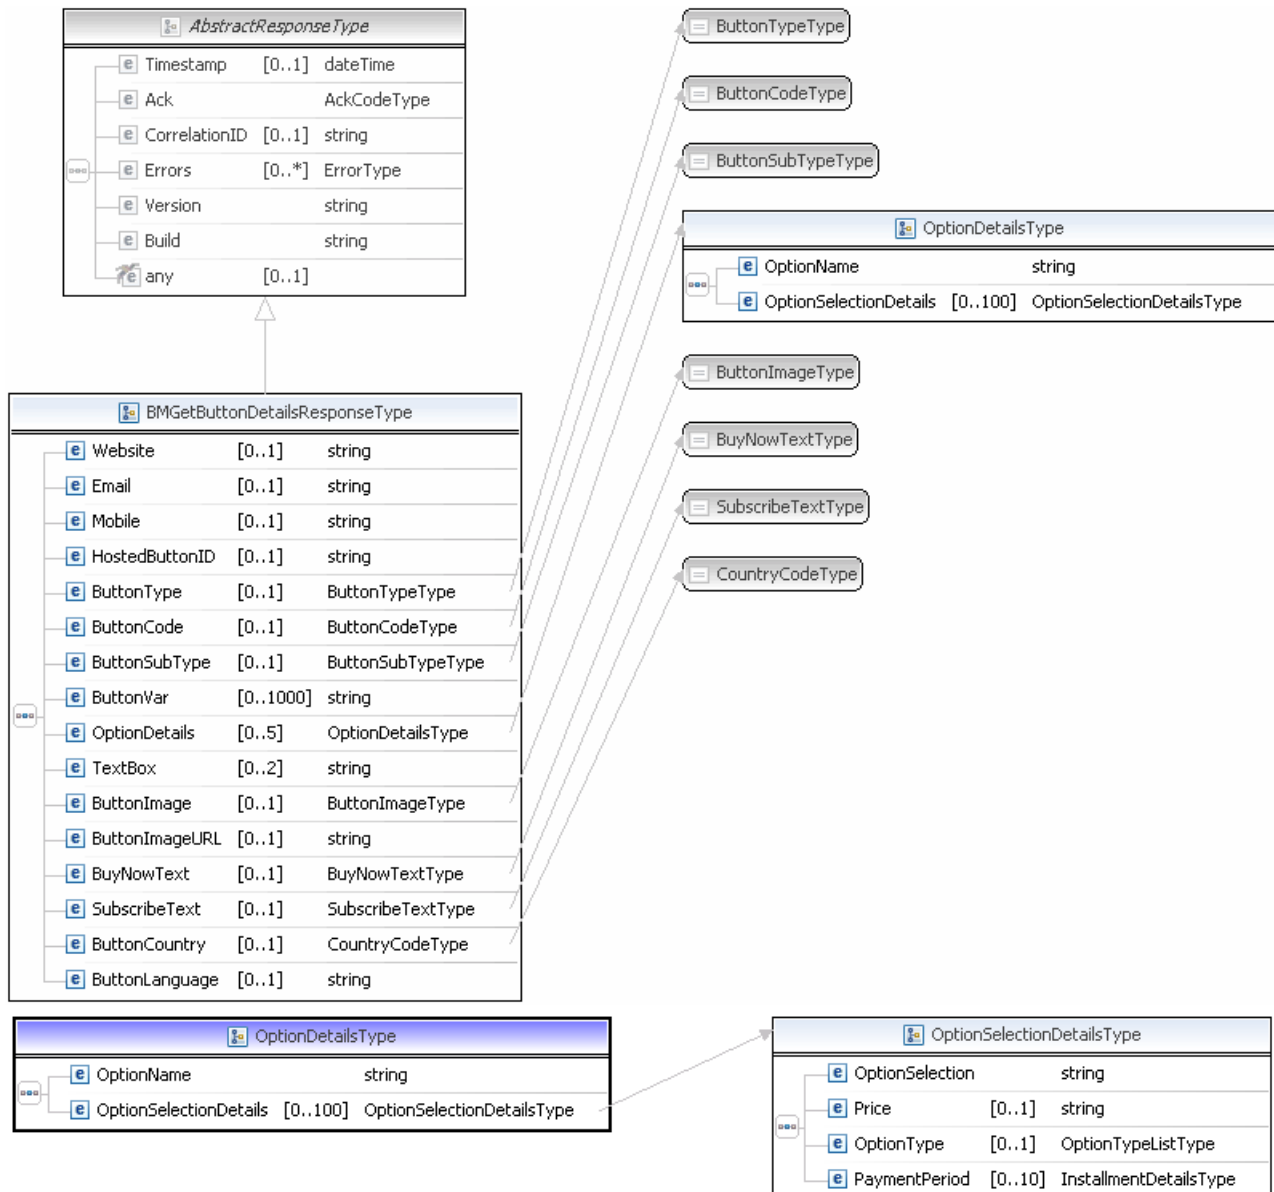 AbstractResponseType
e Timestamp [0..1] dateTime
e Ack AckCodeType
e CorrelationID [0..1] string
e Errors [0..*] ErrorType
e Version string
e Build string
e any [0..1]
BMGetButtonDetailsResponseType
e Website [0..1] string
e Email [0..1] string
e Mobile [0..1] string
e HostedButtonID [0..1] string
e ButtonType [0..1] ButtonTypeType
e ButtonCode [0..1] ButtonCodeType
e ButtonSubType [0..1] ButtonSubTypeType
e ButtonVar [0..1000] string
e OptionDetails [0..5] OptionDetailsType
e TextBox [0..2] string
e ButtonImage [0..1] ButtonImageType
e ButtonImageURL [0..1] string
e BuyNowText [0..1] BuyNowTextType
e SubscribeText [0..1] SubscribeTextType
e ButtonCountry [0..1] CountryCodeType
e ButtonLanguage [0..1] string
ButtonTypeType
ButtonCodeType
ButtonSubTypeType
OptionDetailsType
e OptionName string
e OptionSelectionDetails [0..100] OptionSelectionDetailsType
ButtonImageType
BuyNowTextType
SubscribeTextType
CountryCodeType
OptionDetailsType
e OptionName string
e OptionSelectionDetails [0..100] OptionSelectionDetailsType
OptionSelectionDetailsType
e OptionSelection string
e Price [0..1] string
e OptionType [0..1] OptionTypeListType
e PaymentPeriod [0..10] InstallmentDetailsType